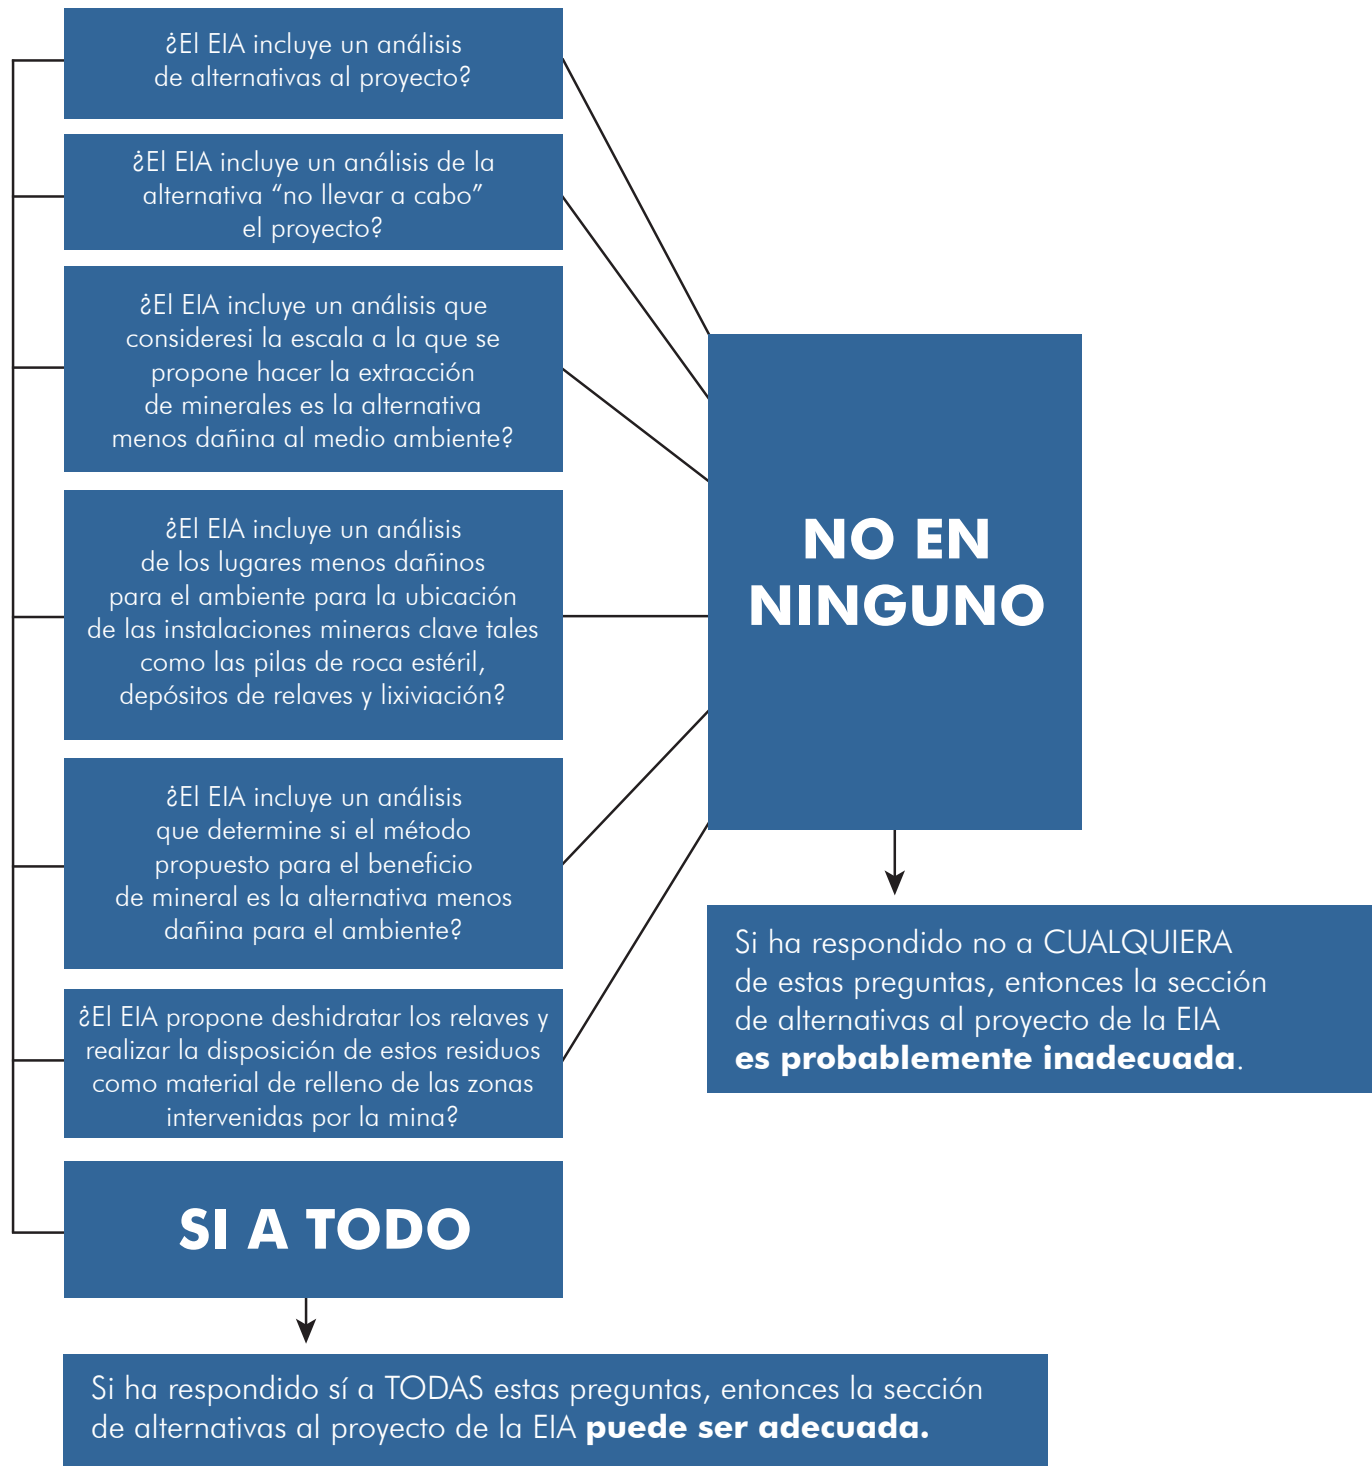 ¿El EIA incluye un análisis
de alternativas al proyecto?
¿El EIA incluye un análisis de la
alternativa “no llevar a cabo”
el proyecto?
¿El EIA incluye un análisis que
consideresi la escala a la que se
propone hacer la extracción
de minerales es la alternativa
menos dañina al medio ambiente?
¿El EIA incluye un análisis
de los lugares menos dañinos
para el ambiente para la ubicación
de las instalaciones mineras clave tales
como las pilas de roca estéril,
depósitos de relaves y lixiviación?
¿El EIA incluye un análisis
que determine si el método
propuesto para el beneficio
de mineral es la alternativa menos
dañina para el ambiente?
¿El EIA propone deshidratar los relaves y
realizar la disposición de estos residuos
como material de relleno de las zonas
intervenidas por la mina?
NO EN
NINGUNO
Si ha respondido no a CUALQUIERA
de estas preguntas, entonces la sección
de alternativas al proyecto de la EIA
es probablemente inadecuada.
SI A TODO
Si ha respondido sí a TODAS estas preguntas, entonces la sección
de alternativas al proyecto de la EIA puede ser adecuada.